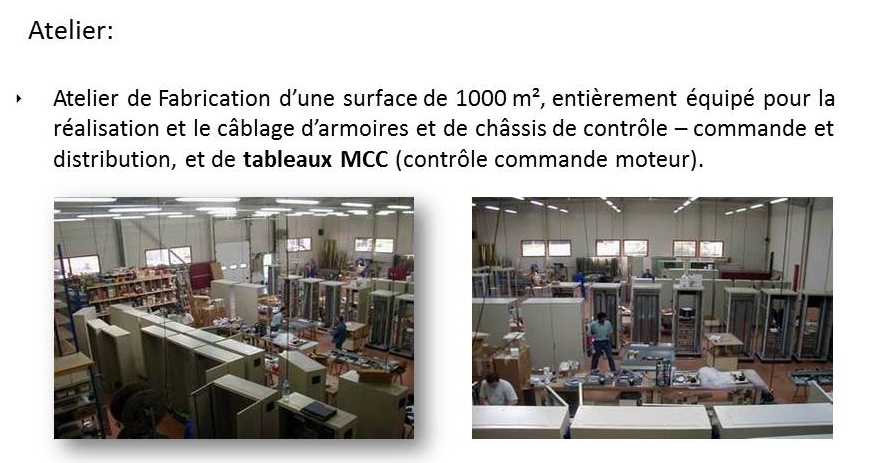 Atelier:
Atelier de Fabrication d’une surface de 1000 m², entièrement équipé pour la
réalisation et le câblage d’armoires et de châssis de contrôle – commande et
distribution, et de tableaux MCC (contrôle commande moteur).